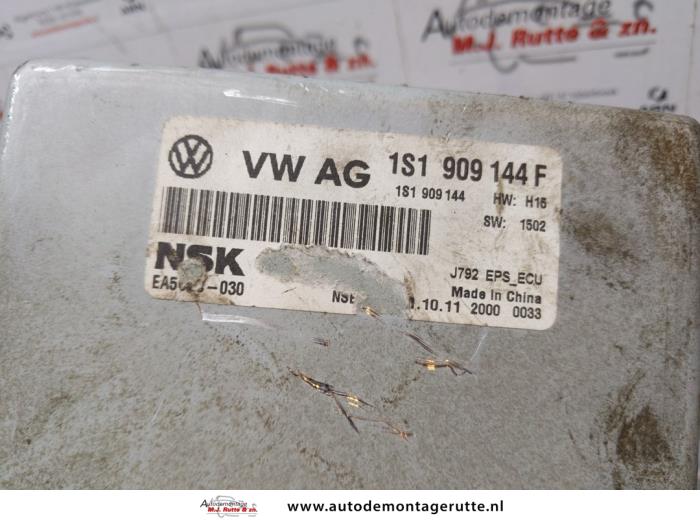 Autodemontage
M.J. Rutte & zn.
VW AG
1S1 909 144 F
1S1 909 144
HW: H15
SW: 1502
NSK
J792 EPS_ECU
Made in China
.10.11 2000 0033
Autodemontage
M.J. Rutte & zn.
www.autodemontagerutte.nl